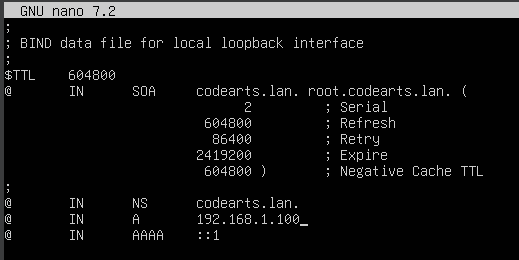 GNU nano 7.2
;
; BIND data file for local loopback interface
;
$TTL    604800
@       IN      SOA     codearts.lan. root.codearts.lan. (
                              2         ; Serial
                         604800         ; Refresh
                          86400         ; Retry
                        2419200         ; Expire
                         604800 )       ; Negative Cache TTL
;
@       IN      NS      codearts.lan.
@       IN      A       192.168.1.100_
@       IN      AAAA    ::1